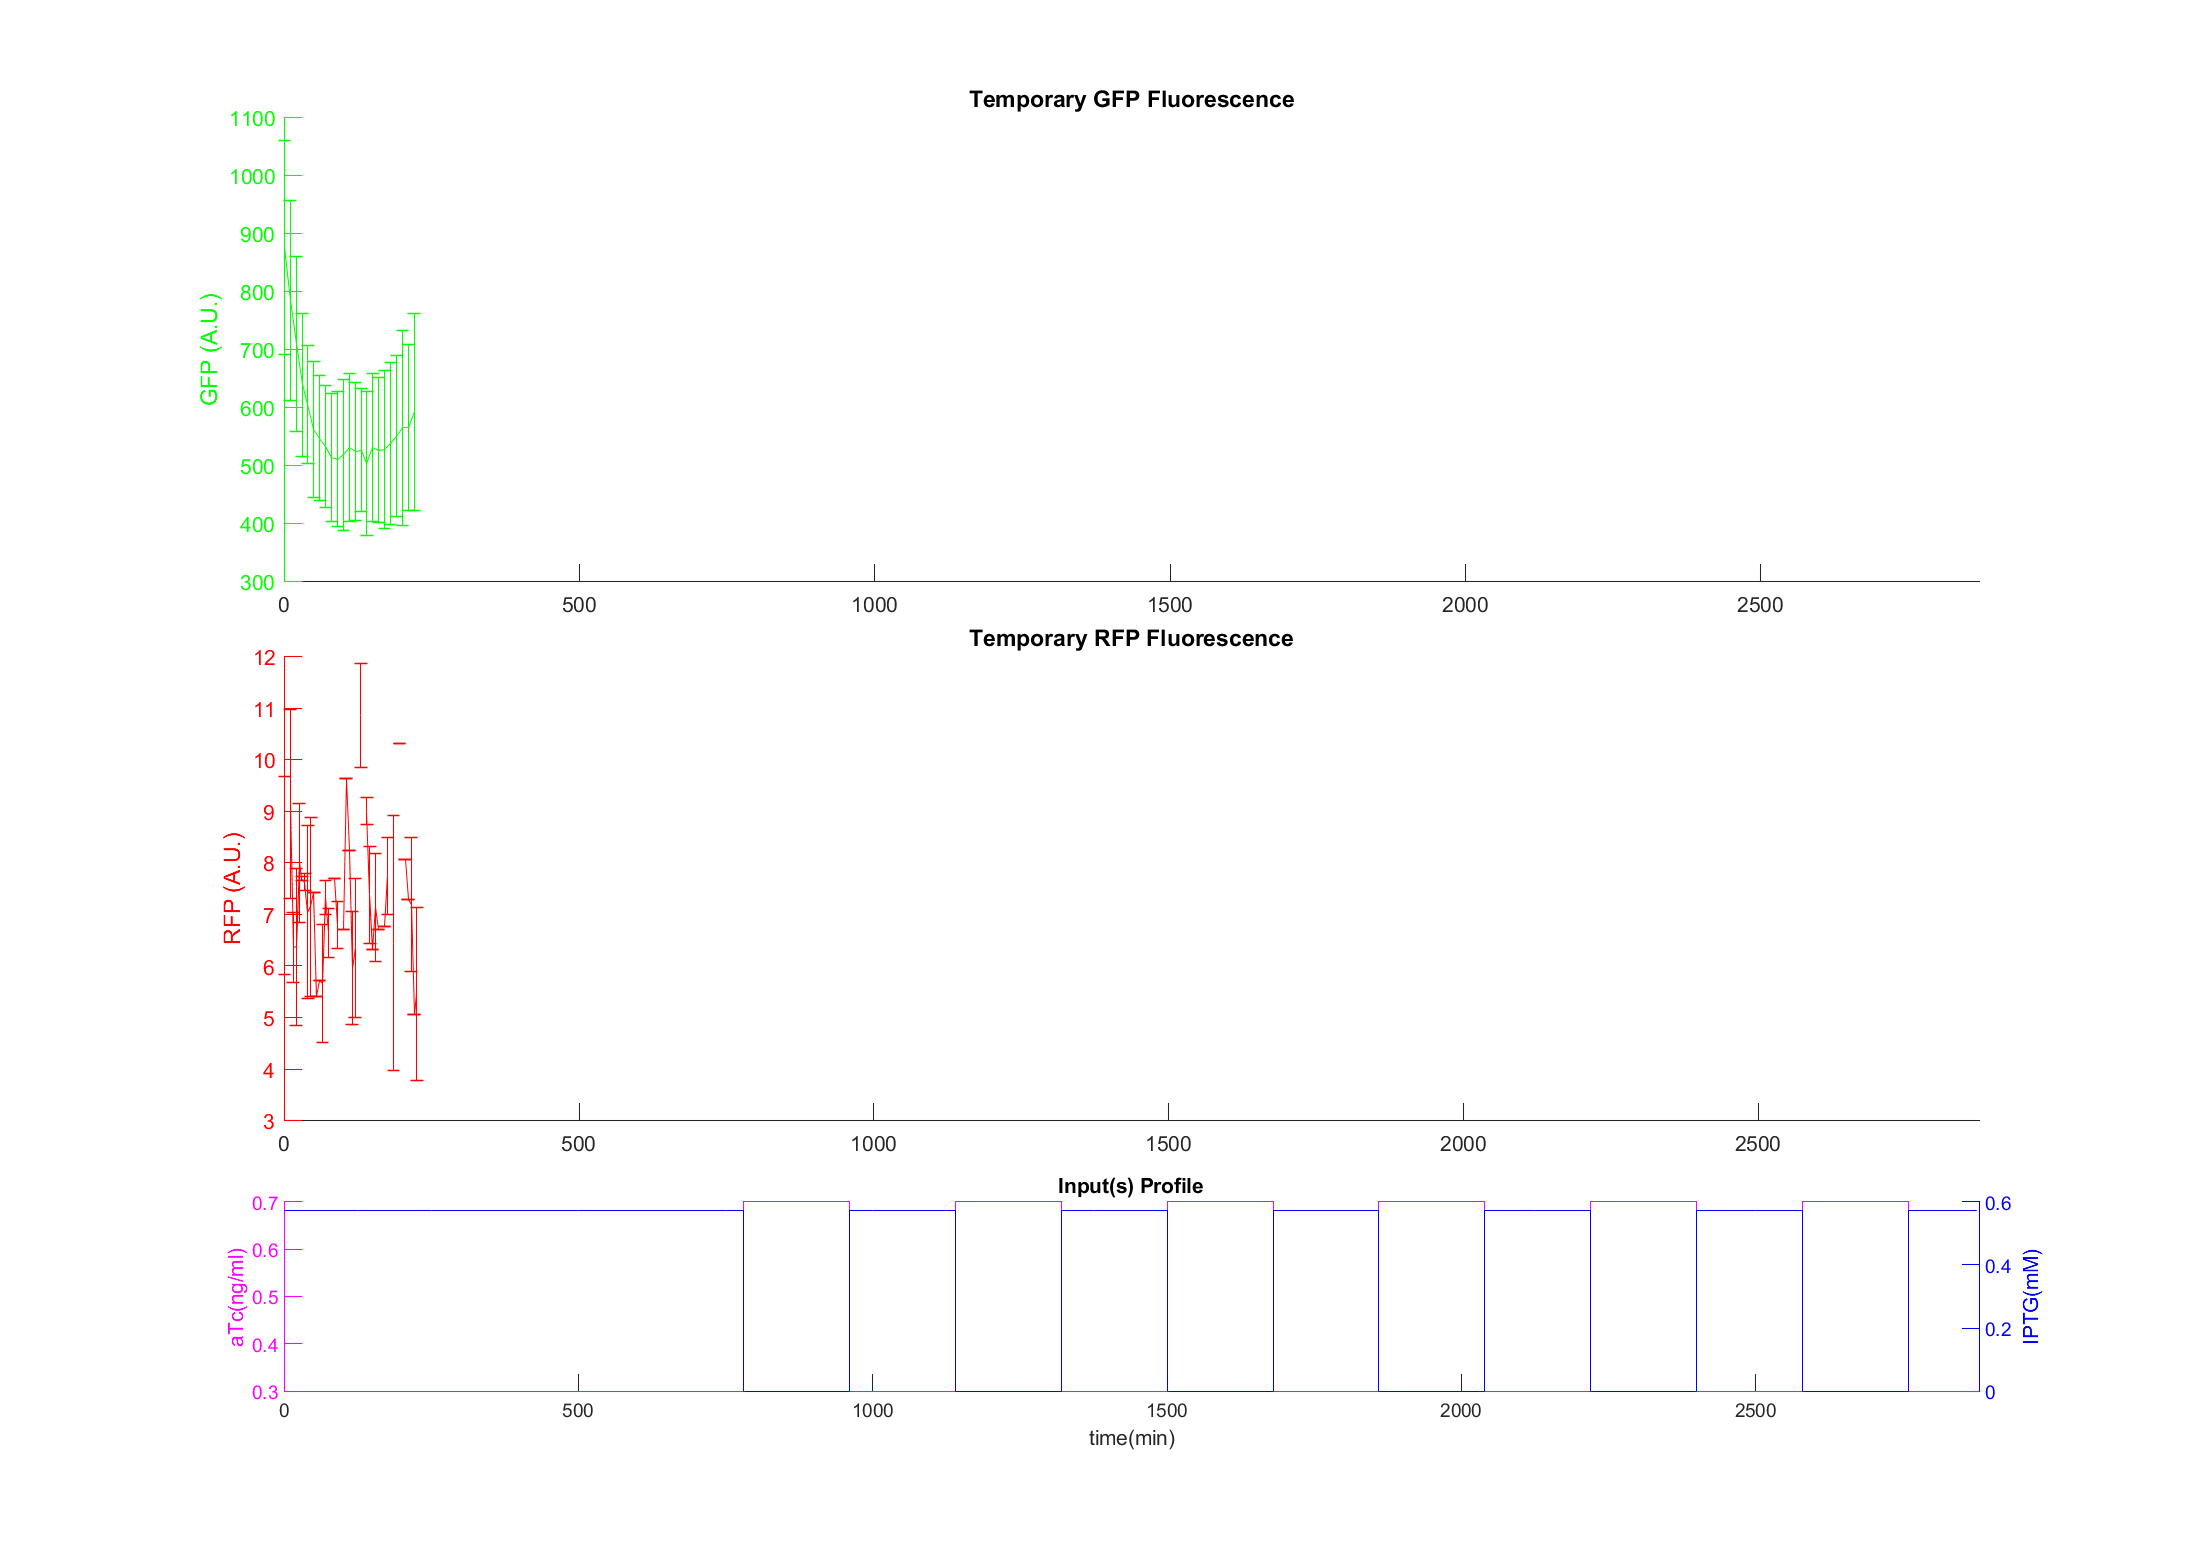 Temporary GFP Fluorescence
1100
1000
900
800
700
600
500
400
300
GFP (A.U.)
0 500 1000 1500 2000 2500
Temporary RFP Fluorescence
12
11
10
9
8
7
6
5
4
3
RFP (A.U.)
0 500 1000 1500 2000 2500
Input(s) Profile
0.7
0.6
0.5
0.4
0.3
aTc(ng/ml)
0.6
0.4
0.2
0
IPTG(mM)
0 500 1000 1500 2000 2500
time(min)